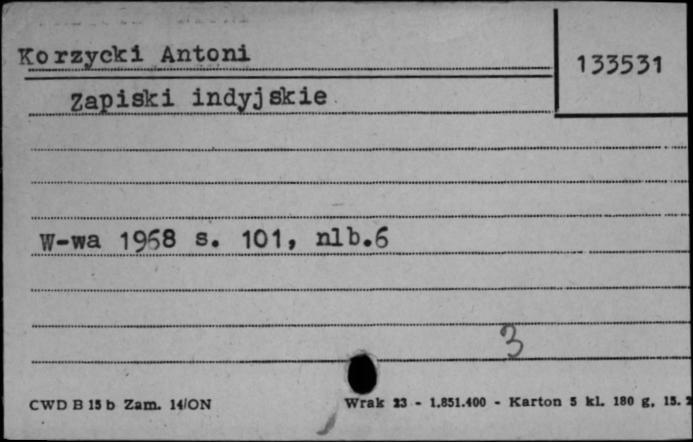 Korzycki Antoni
133531
Zapiski indyjskie
W-wa 1968 s. 101, nlb.6
3
CWD B 15 b Zam. 14/ON
Wrak 23 - 1.851.400 - Karton 5 kl. 180 g. 15.